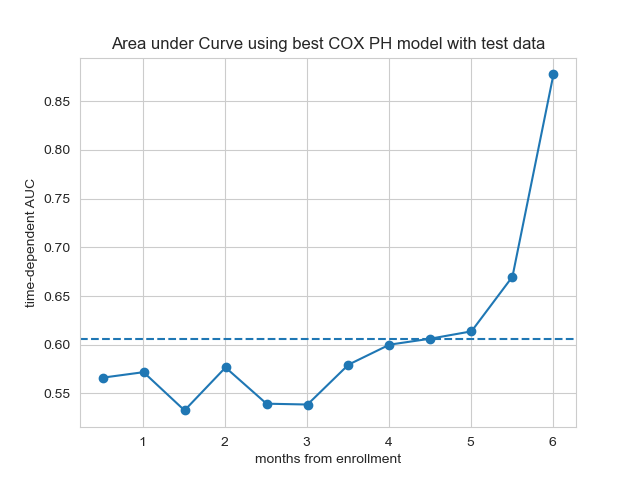 Area under Curve using best COX PH model with test data
0.85
0.80
0.75
0.70
0.65
0.60
0.55
time-dependent AUC
1 2 3 4 5 6
months from enrollment